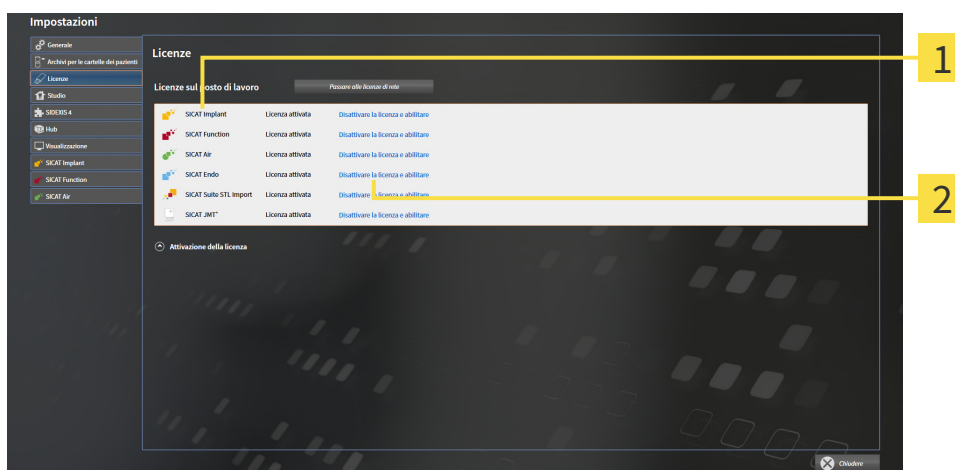 Impostazioni
Generale
Archivi per le cartelle dei pazienti
Licenze
Studio
SIDEXIS 4
Hub
Visualizzazione
SICAT Implant
SICAT Function
SICAT Air
Licenze
Licenze sul posto di lavoro
Passare alle licenze di rete
SICAT Implant Licenza attivata Disattivare la licenza e abilitare
SICAT Function Licenza attivata Disattivare la licenza e abilitare
SICAT Air Licenza attivata Disattivare la licenza e abilitare
SICAT Endo Licenza attivata Disattivare la licenza e abilitare
SICAT Suite STL Import Licenza attivata Disattivare la licenza e abilitare
SICAT JMT+ Licenza attivata Disattivare la licenza e abilitare
Attivazione della licenza
Chiudere
1
2